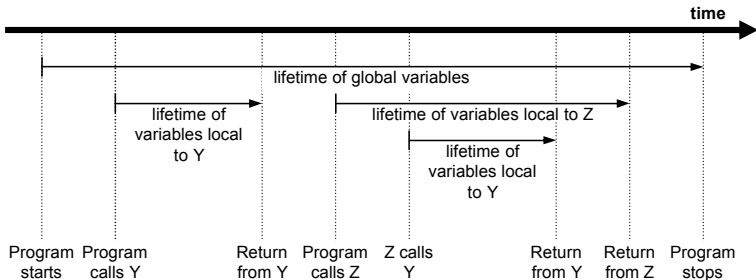 time
lifetime of global variables
lifetime of
variables local
to Y
lifetime of variables local to Z
lifetime of
variables local
to Y
Program
starts
Program
calls Y
Return
from Y
Program
calls Z
Z calls
Y
Return
from Y
Return
from Z
Program
stops